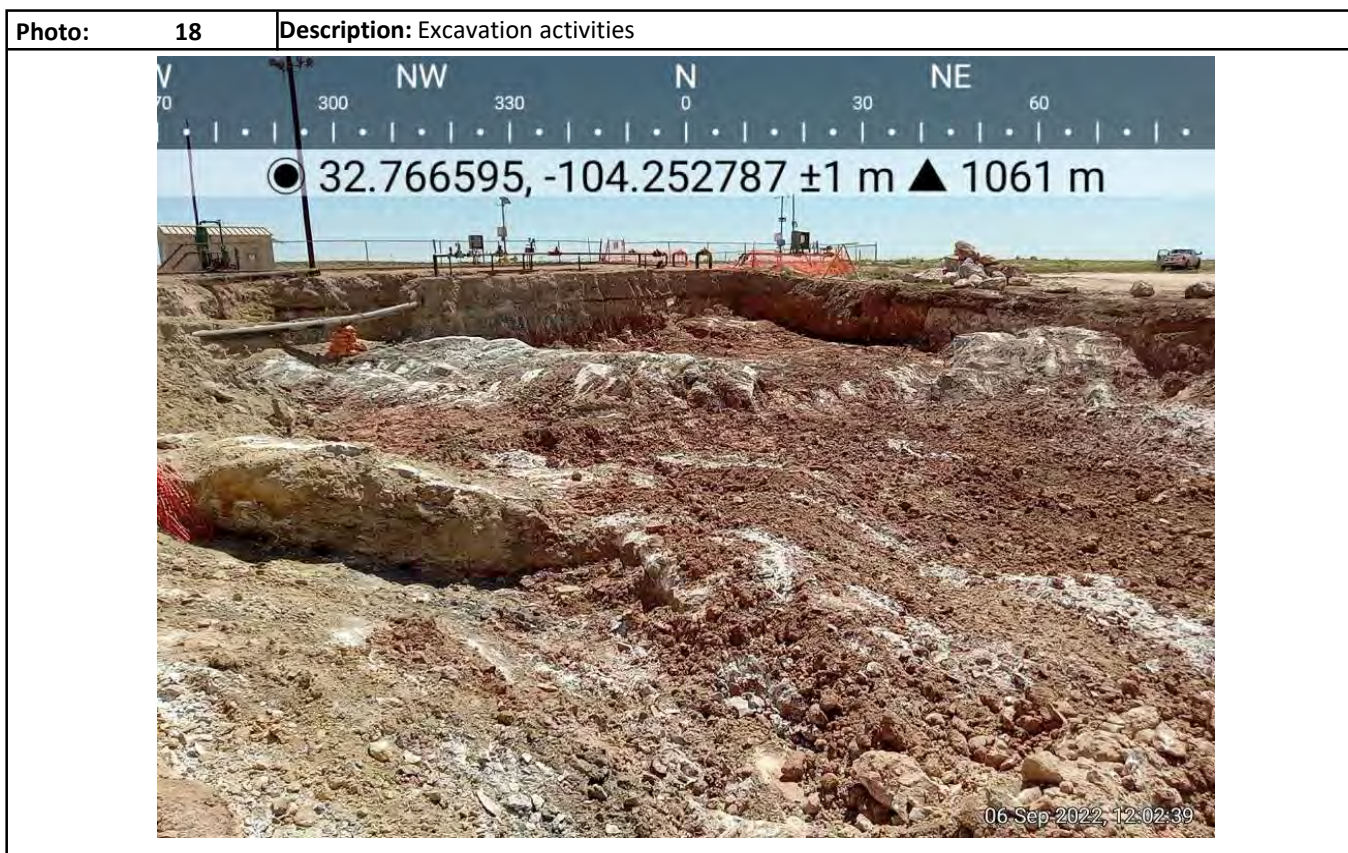 Photo: 18 Description: Excavation activities
W NW N NE
70 300 330 0 30 60
32.766595, -104.252787 ±1 m ▲ 1061 m
06 Sep 2022, 12:02:39